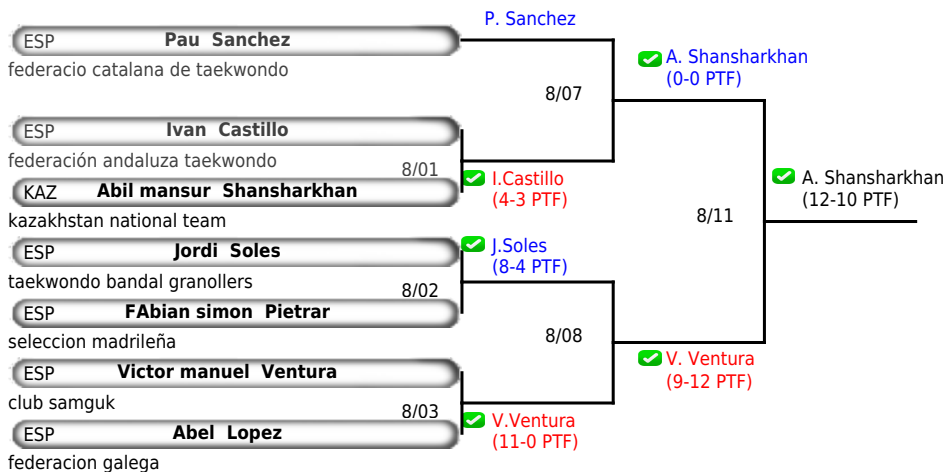 P. Sanchez
ESP Pau Sanchez
federacio catalana de taekwondo
A. Shansharkhan
(0-0 PTF)
8/07
ESP Ivan Castillo
federación andaluza taekwondo
8/01
I.Castillo
(4-3 PTF)
KAZ Abil mansur Shansharkhan
kazakhstan national team
A. Shansharkhan
(12-10 PTF)
8/11
ESP Jordi Soles
taekwondo bandal granollers
J.Soles
(8-4 PTF)
8/02
ESP FAbian simon Pietrar
seleccion madrileña
8/08
ESP Victor manuel Ventura
club samguk
V. Ventura
(9-12 PTF)
8/03
V.Ventura
(11-0 PTF)
ESP Abel Lopez
federacion galega